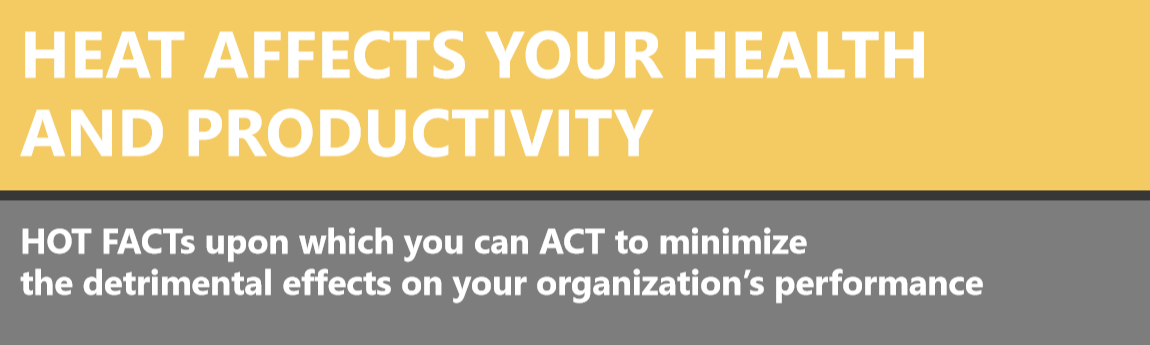 HEAT AFFECTS YOUR HEALTH
AND PRODUCTIVITY
HOT FACTs upon which you can ACT to minimize
the detrimental effects on your organization’s performance